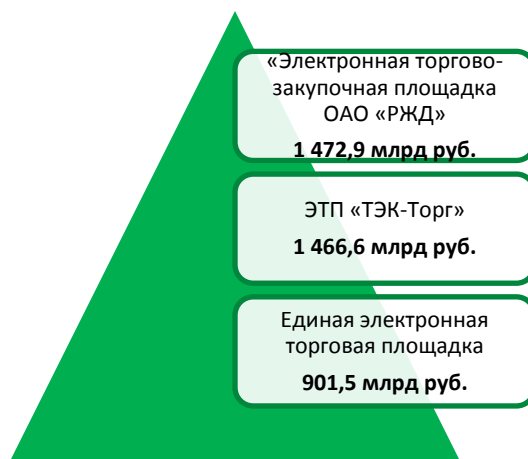 «Электронная торгово-
закупочная площадка
ОАО «РЖД»
1 472,9 млрд руб.
ЭТП «ТЭК-Торг»
1 466,6 млрд руб.
Единая электронная
торговая площадка
901,5 млрд руб.